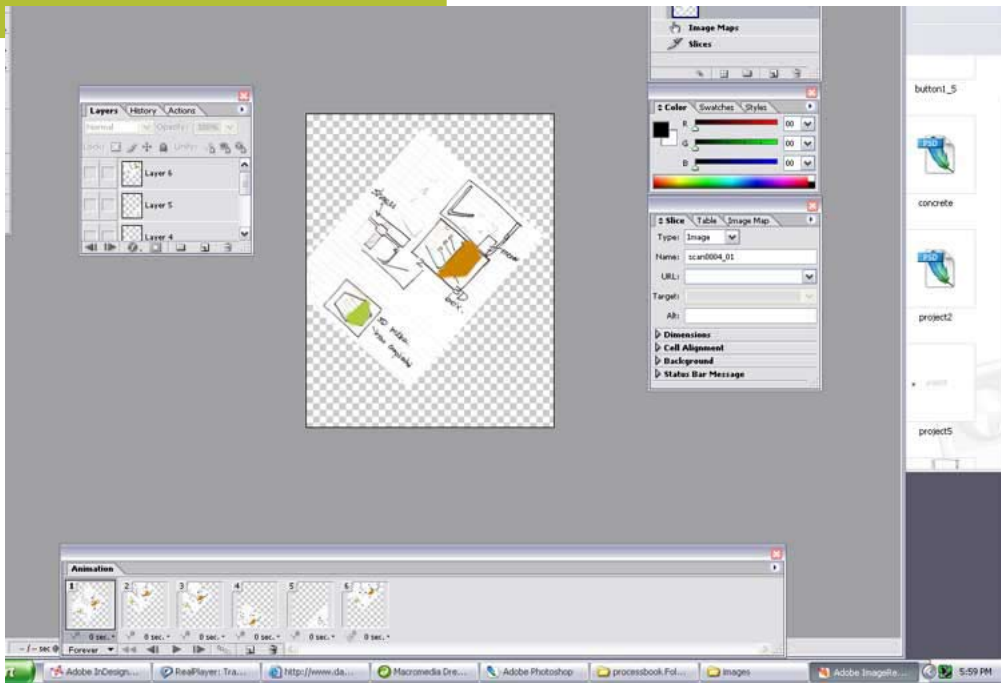 Image Maps
Slices
button1_5
Layers History Actions
Normal Opacity: 100%
Lock: Unify:
Layer 6
Layer 5
Layer 4
Color Swatches Styles
R 00
G 00
B 00
concrete
Slice Table Image Map
Type: Image
Name: scan0004_01
URL:
Target:
Alt:
Dimensions
Cell Alignment
Background
Status Bar Message
PSD
PSD
project2
project5
3D
box.
Animation
1 2 3 4 5 6
0 sec. 0 sec. 0 sec. 0 sec. 0 sec. 0 sec.
Forever
Adobe InDesign... RealPlayer: Tra... http://www.da... Macromedia Dre... Adobe Photoshop processbook.Fol... images Adobe ImageRe... 5:59 PM